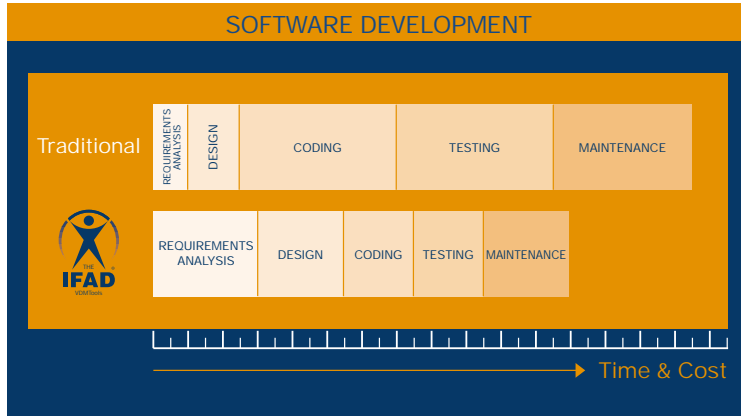 SOFTWARE DEVELOPMENT
Traditional
REQUIREMENTS
ANALYSIS
DESIGN
CODING
TESTING
MAINTENANCE
THE
IFAD
®
VDMTools
REQUIREMENTS
ANALYSIS
DESIGN
CODING
TESTING
MAINTENANCE
Time & Cost